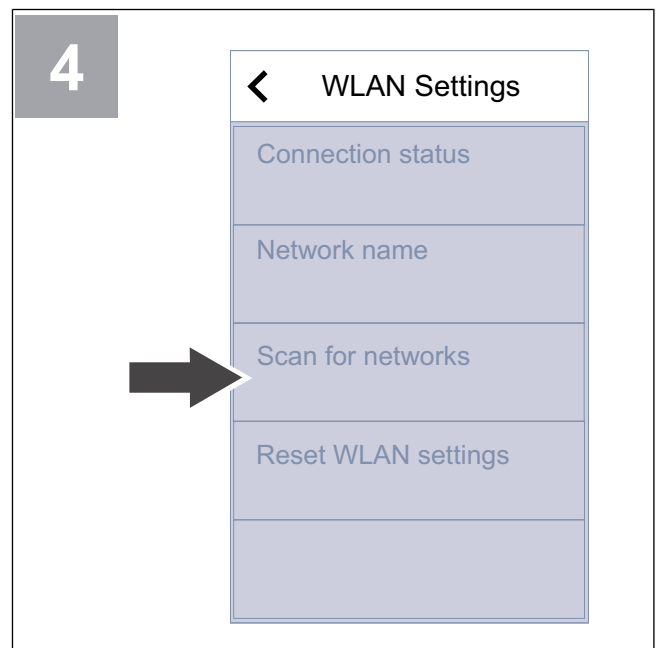 4
WLAN Settings
Connection status
Network name
Scan for networks
Reset WLAN settings